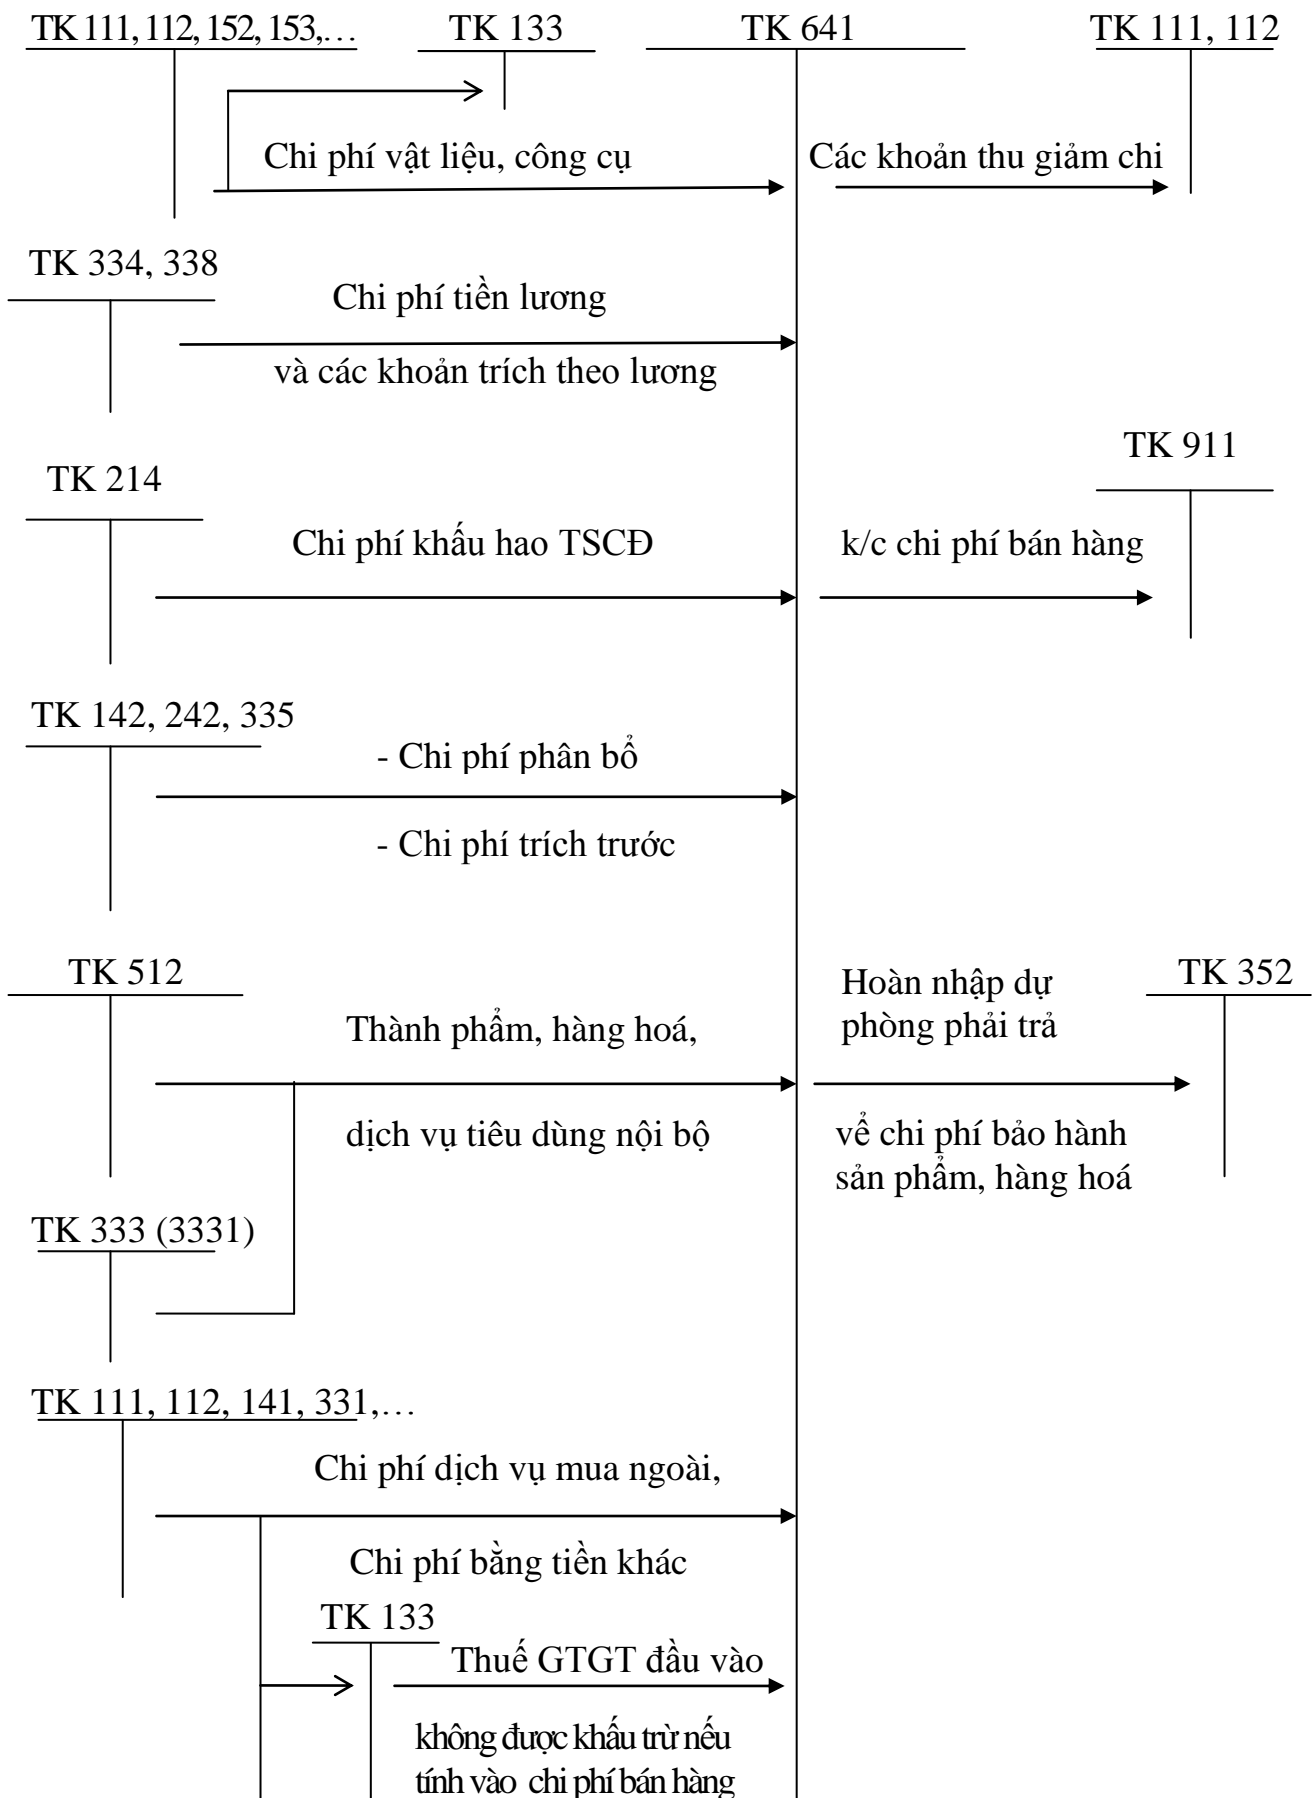 TK 111, 112, 152, 153,…
TK 133
TK 641
TK 111, 112
Chi phí vật liệu, công cụ
Các khoản thu giảm chi
TK 334, 338
Chi phí tiền lương
và các khoản trích theo lương
TK 911
TK 214
Chi phí khấu hao TSCĐ
k/c chi phí bán hàng
TK 142, 242, 335
- Chi phí phân bổ
- Chi phí trích trước
TK 512
Hoàn nhập dự
phòng phải trả
TK 352
Thành phẩm, hàng hoá,
dịch vụ tiêu dùng nội bộ
vể chi phí bảo hành
sản phẩm, hàng hoá
TK 333 (3331)
TK 111, 112, 141, 331,…
Chi phí dịch vụ mua ngoài,
Chi phí bằng tiền khác
TK 133
Thuế GTGT đầu vào
không được khấu trừ nếu
tính vào chi phí bán hàng